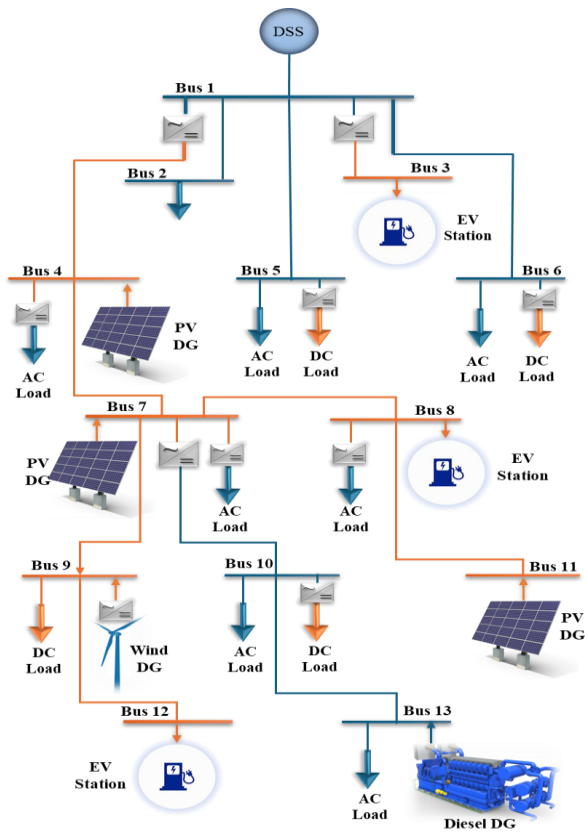 DSS
Bus 1
Bus 2
Bus 3
EV
Station
Bus 4
Bus 5
Bus 6
PV
DG
AC
Load
AC
Load
DC
Load
AC
Load
DC
Load
Bus 7
Bus 8
PV
DG
AC
Load
AC
Load
EV
Station
Bus 9
Bus 10
Bus 11
DC
Load
Wind
DG
AC
Load
DC
Load
PV
DG
Bus 12
Bus 13
EV
Station
AC
Load
Diesel DG